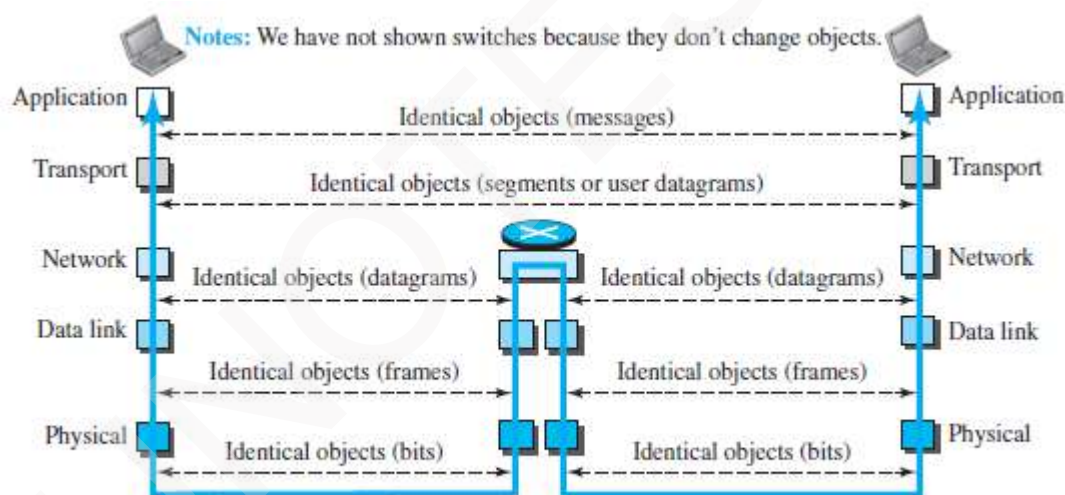 Notes: We have not shown switches because they don't change objects.
Application
Application
Identical objects (messages)
Transport
Transport
Identical objects (segments or user datagrams)
Network
Network
Identical objects (datagrams)
Identical objects (datagrams)
Data link
Data link
Identical objects (frames)
Identical objects (frames)
Physical
Physical
Identical objects (bits)
Identical objects (bits)